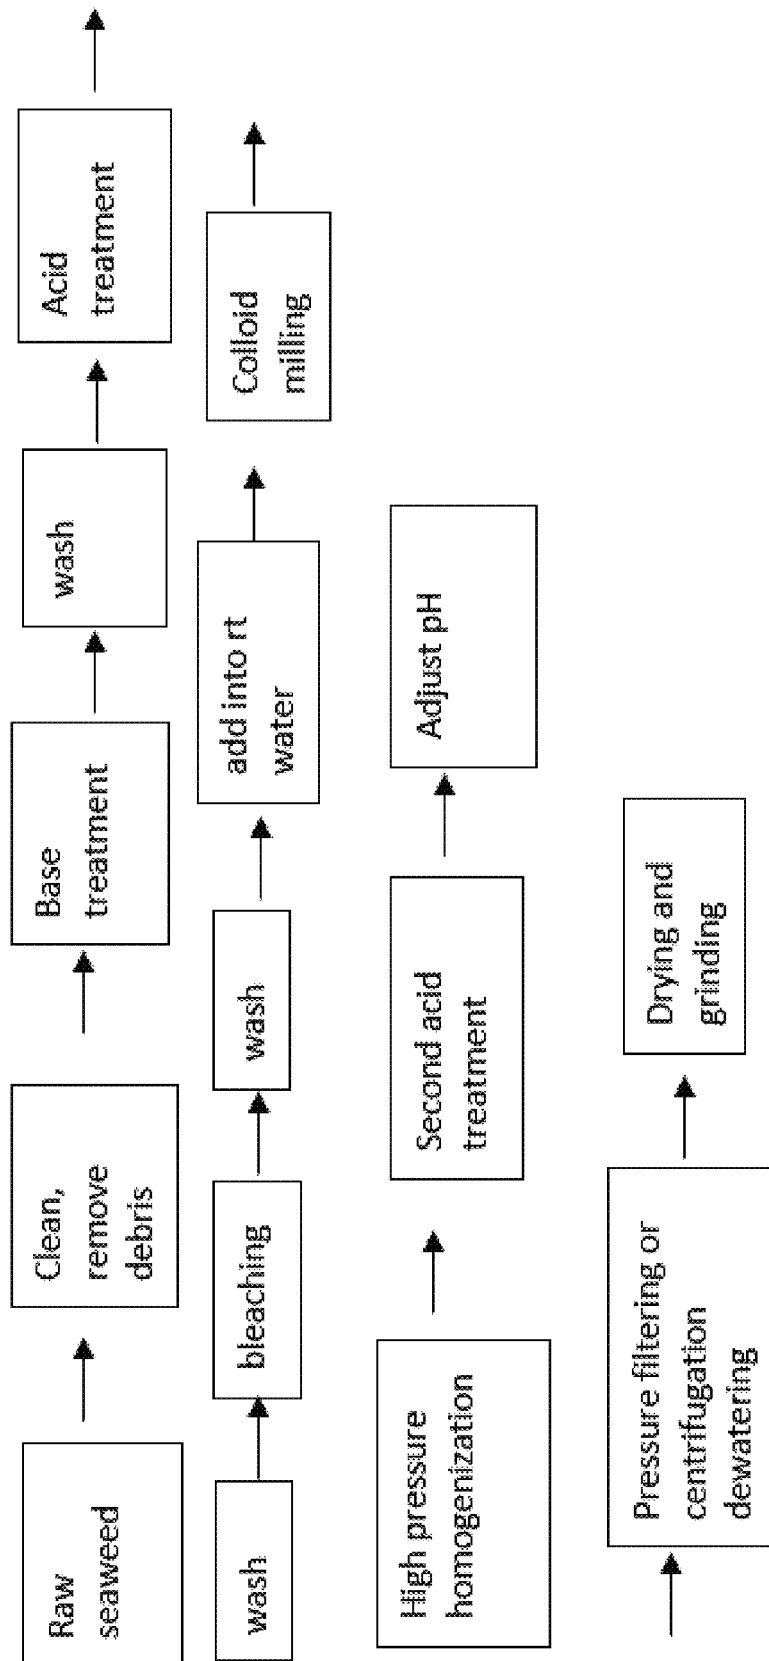 Raw
seaweed
Clean,
remove
debris
Base
treatment
wash
Acid
treatment
wash
bleaching
wash
add into rt
water
Colloid
milling
High pressure
homogenization
Second acid
treatment
Adjust pH
Pressure filtering or
centrifugation
dewatering
Drying and
grinding